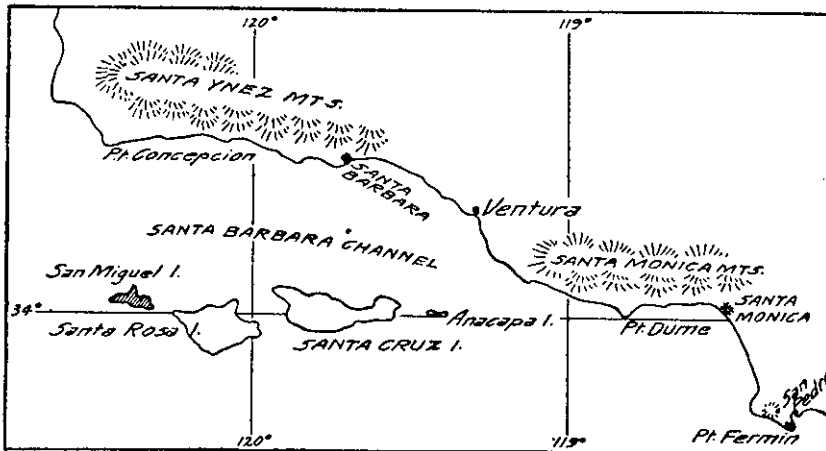 120°
119°
SANTA YNEZ MTS.
Pt. Concepcion
SANTA
BARBARA
Ventura
SANTA BARBARA CHANNEL
SANTA MONICA MTS.
San Miguel I.
34°
Santa Rosa I.
SANTA CRUZ I.
Anacapa I.
Pt. Dume
SANTA
MONICA
San
Pedro
Pt. Fermin
120°
119°